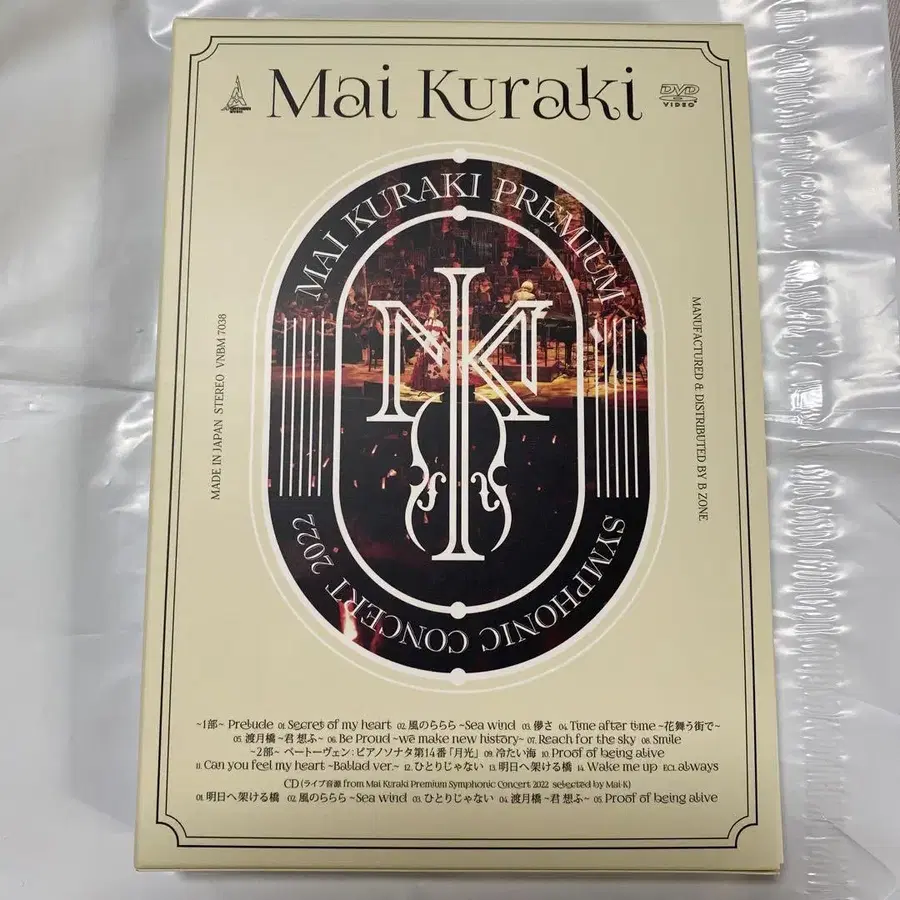 Mai Kuraki
DVD
VIDEO
MAI KURAKI PREMIUM
SYMPHONIC CONCERT 2022
MK
MADE IN JAPAN STEREO VNBM 7038
MANUFACTURED & DISTRIBUTED BY B ZONE
~1部~ Prelude 01. Secret of my heart 02. 風のららら ~Sea wind 03. 儚さ 04. Time after time ~花舞う街で~
05. 渡月橋 ~君 想ふ~ 06. Be Proud ~we make new history~ 07. Reach for the sky 08. Smile
~2部~ ベートーヴェン:ピアノソナタ第14番「月光」 09. 冷たい海 10. Proof of being alive
11. Can you feel my heart ~Ballad ver.~ 12. ひとりじゃない 13. 明日へ架ける橋 14. Wake me up EC1. always
CD (ライブ音源 from Mai Kuraki Premium Symphonic Concert 2022 selected by Mai-K)
01. 明日へ架ける橋 02. 風のららら ~Sea wind 03. ひとりじゃない 04. 渡月橋 ~君 想ふ~ 05. Proof of being alive